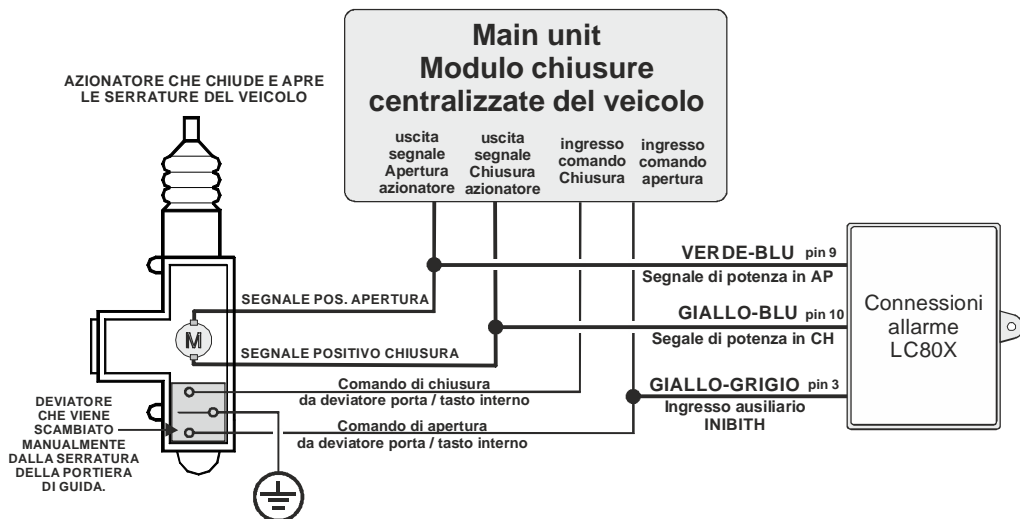 Main unit
Modulo chiusure
centralizzate del veicolo
uscita
segnale
Apertura
azionatore
uscita
segnale
Chiusura
azionatore
ingresso
comando
Chiusura
ingresso
comando
apertura
AZIONATORE CHE CHIUDE E APRE
LE SERRATURE DEL VEICOLO
VERDE-BLU pin 9
Segnale di potenza in AP
SEGNALE POS. APERTURA
GIALLO-BLU pin 10
Segale di potenza in CH
Connessioni
allarme
LC80X
M
SEGNALE POSITIVO CHIUSURA
Comando di chiusura
da deviatore porta / tasto interno
GIALLO-GRIGIO pin 3
Ingresso ausiliario
INIBITH
Comando di apertura
da deviatore porta / tasto interno
DEVIATORE
CHE VIENE
SCAMBIATO
MANUALMENTE
DALLA SERRATURA
DELLA PORTIERA
DI GUIDA.